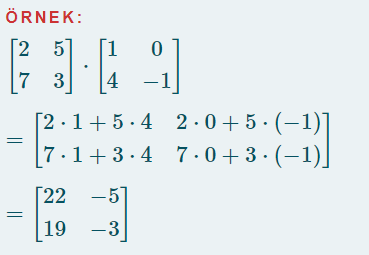 ÖRNEK:
[2 5]   [1 0]
[7 3] · [4 −1]
= [2 · 1 + 5 · 4   2 · 0 + 5 · (−1)]
  [7 · 1 + 3 · 4   7 · 0 + 3 · (−1)]
= [22 −5]
  [19 −3]